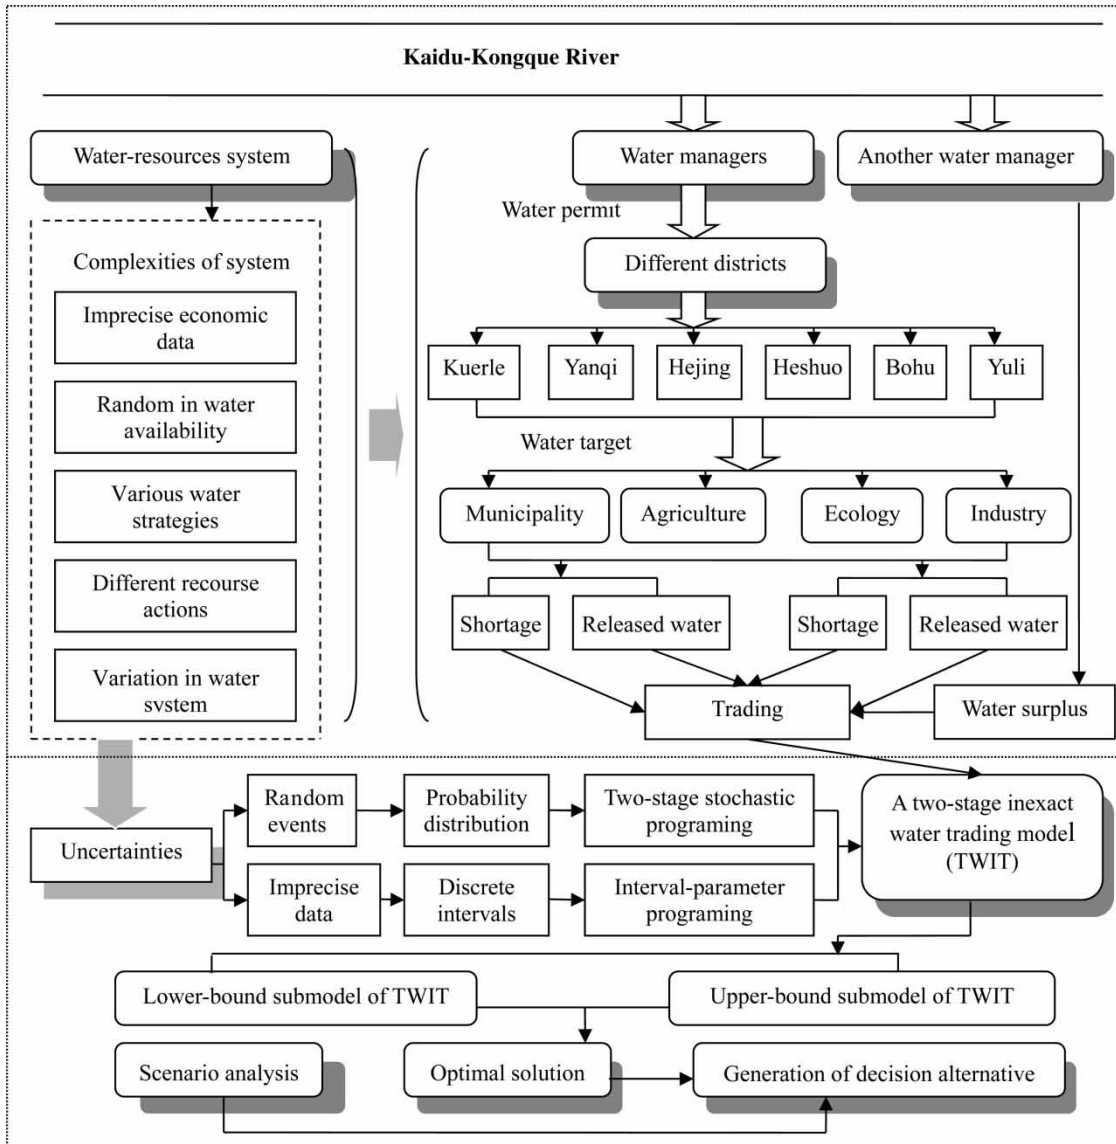 Kaidu-Kongque River
Water-resources system
Water managers
Another water manager
Water permit
Complexities of system
Different districts
Imprecise economic
data
Kuerle
Yanqi
Hejing
Heshuo
Bohu
Yuli
Random in water
availability
Water target
Various water
strategies
Municipality
Agriculture
Ecology
Industry
Different recourse
actions
Shortage
Released water
Shortage
Released water
Variation in water
system
Trading
Water surplus
Random
events
Probability
distribution
Two-stage stochastic
programing
A two-stage inexact
water trading model
(TWIT)
Uncertainties
Imprecise
data
Discrete
intervals
Interval-parameter
programing
Lower-bound submodel of TWIT
Upper-bound submodel of TWIT
Scenario analysis
Optimal solution
Generation of decision alternative